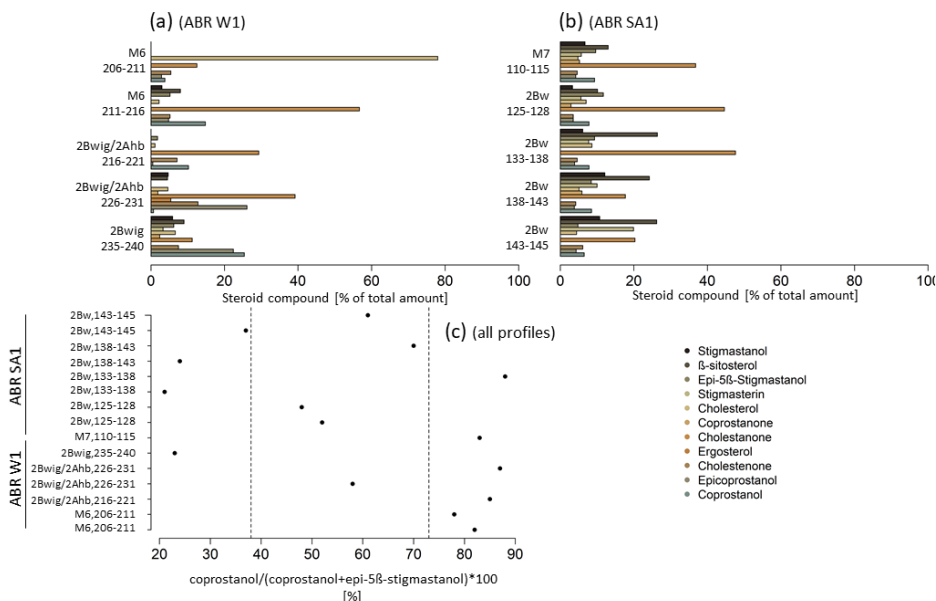 (a) (ABR W1)
M6
206-211
M6
211-216
2Bwig/2Ahb
216-221
2Bwig/2Ahb
226-231
2Bwig
235-240
0 20 40 60 80 100
Steroid compound [% of total amount]
(b) (ABR SA1)
M7
110-115
2Bw
125-128
2Bw
133-138
2Bw
138-143
2Bw
143-145
0 20 40 60 80 100
Steroid compound [% of total amount]
(c) (all profiles)
ABR SA1
2Bw,143-145
2Bw,143-145
2Bw,138-143
2Bw,138-143
2Bw,133-138
2Bw,133-138
2Bw,125-128
2Bw,125-128
M7,110-115
ABR W1
2Bwig,235-240
2Bwig/2Ahb,226-231
2Bwig/2Ahb,226-231
2Bwig/2Ahb,216-221
M6,206-211
M6,206-211
20 30 40 50 60 70 80 90
coprostanol/(coprostanol+epi-5ß-stigmastanol)*100
[%]
Stigmastanol
ß-sitosterol
Epi-5ß-Stigmastanol
Stigmasterin
Cholesterol
Coprostanone
Cholestanone
Ergosterol
Cholestenone
Epicoprostanol
Coprostanol